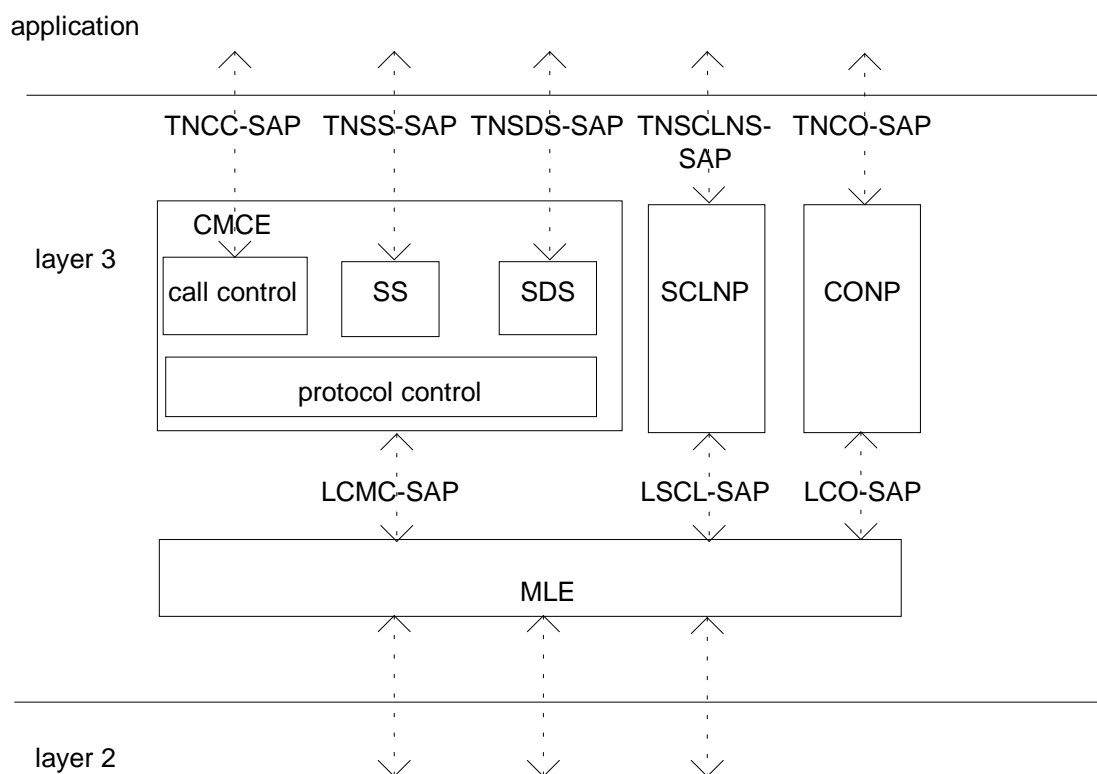 application
TNCC-SAP TNSS-SAP TNSDS-SAP TNSCLNS- TNCO-SAP
SAP
CMCE
layer 3
call control SS SDS SCLNP CONP
protocol control
LCMC-SAP LSCL-SAP LCO-SAP
MLE
layer 2